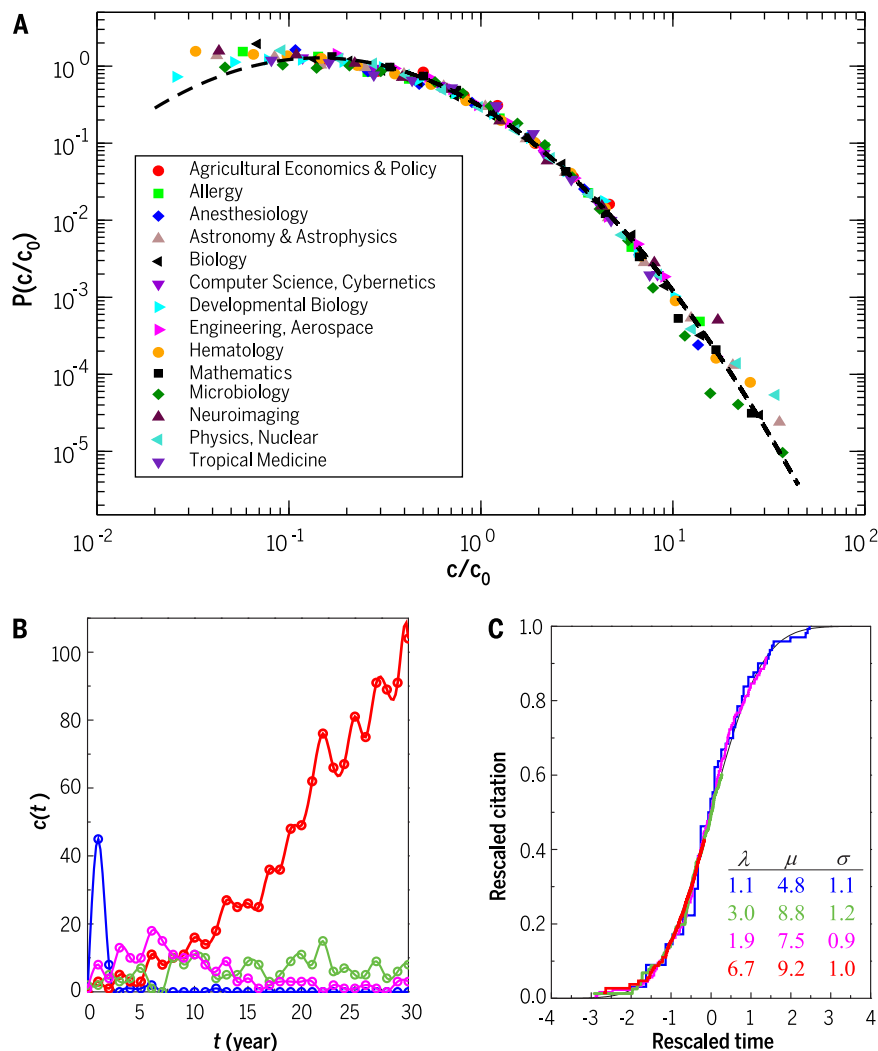 A
10^1
10^0
10^-1
10^-2
10^-3
10^-4
10^-5
P(c/c0)
Agricultural Economics & Policy
Allergy
Anesthesiology
Astronomy & Astrophysics
Biology
Computer Science, Cybernetics
Developmental Biology
Engineering, Aerospace
Hematology
Mathematics
Microbiology
Neuroimaging
Physics, Nuclear
Tropical Medicine
10^-2 10^-1 10^0 10^1 10^2
c/c0
B
100
80
60
40
20
0
c(t)
0 5 10 15 20 25 30
t (year)
C
1.0
0.8
0.6
0.4
0.2
0.0
Rescaled citation
λ μ σ
1.1 4.8 1.1
3.0 8.8 1.2
1.9 7.5 0.9
6.7 9.2 1.0
-4 -3 -2 -1 0 1 2 3 4
Rescaled time